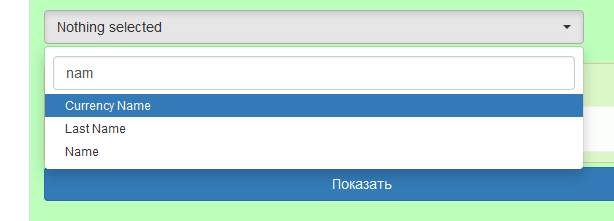 Nothing selected
nam
Currency Name
Last Name
Name
Показать